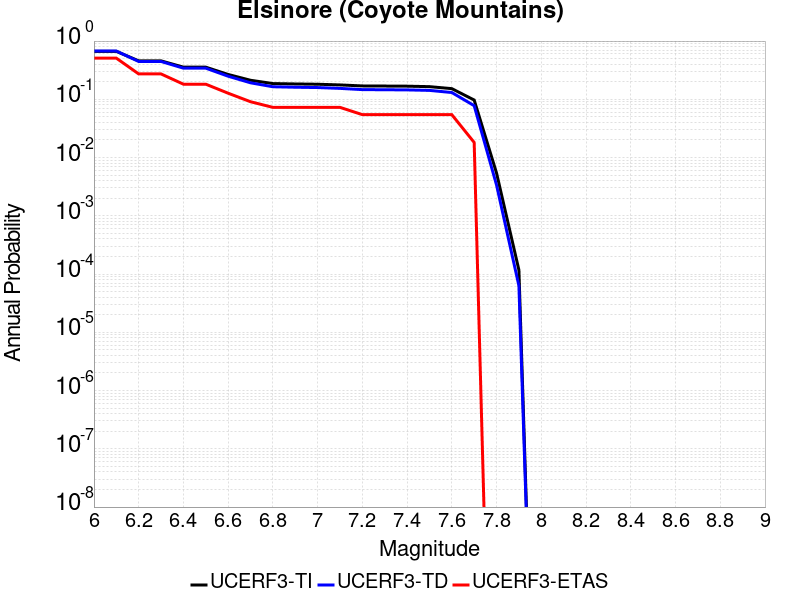 Elsinore (Coyote Mountains)
10^0
10^-1
10^-2
10^-3
10^-4
10^-5
10^-6
10^-7
10^-8
Annual Probability
6 6.2 6.4 6.6 6.8 7 7.2 7.4 7.6 7.8 8 8.2 8.4 8.6 8.8 9
Magnitude
UCERF3-TI UCERF3-TD UCERF3-ETAS